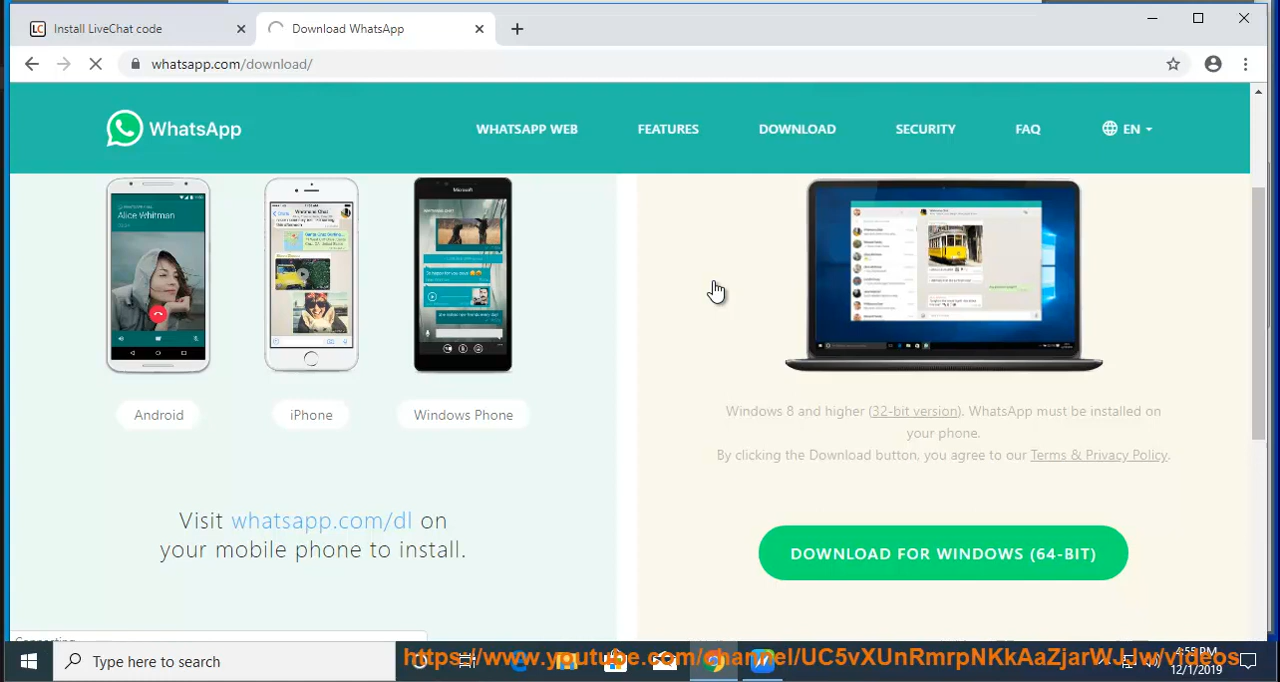 Install LiveChat code
Download WhatsApp
whatsapp.com/download/
WhatsApp
WHATSAPP WEB
FEATURES
DOWNLOAD
SECURITY
FAQ
EN
Alice Whitman
Microsoft
Android
iPhone
Windows Phone
Visit whatsapp.com/dl on
your mobile phone to install.
Windows 8 and higher (32-bit version). WhatsApp must be installed on
your phone.
By clicking the Download button, you agree to our Terms & Privacy Policy.
DOWNLOAD FOR WINDOWS (64-BIT)
Connecting...
Type here to search
https://www.youtube.com/channel/UC5vXUnRmrpNKkAaZjarWJHw/videos
4:55 PM
12/1/2019